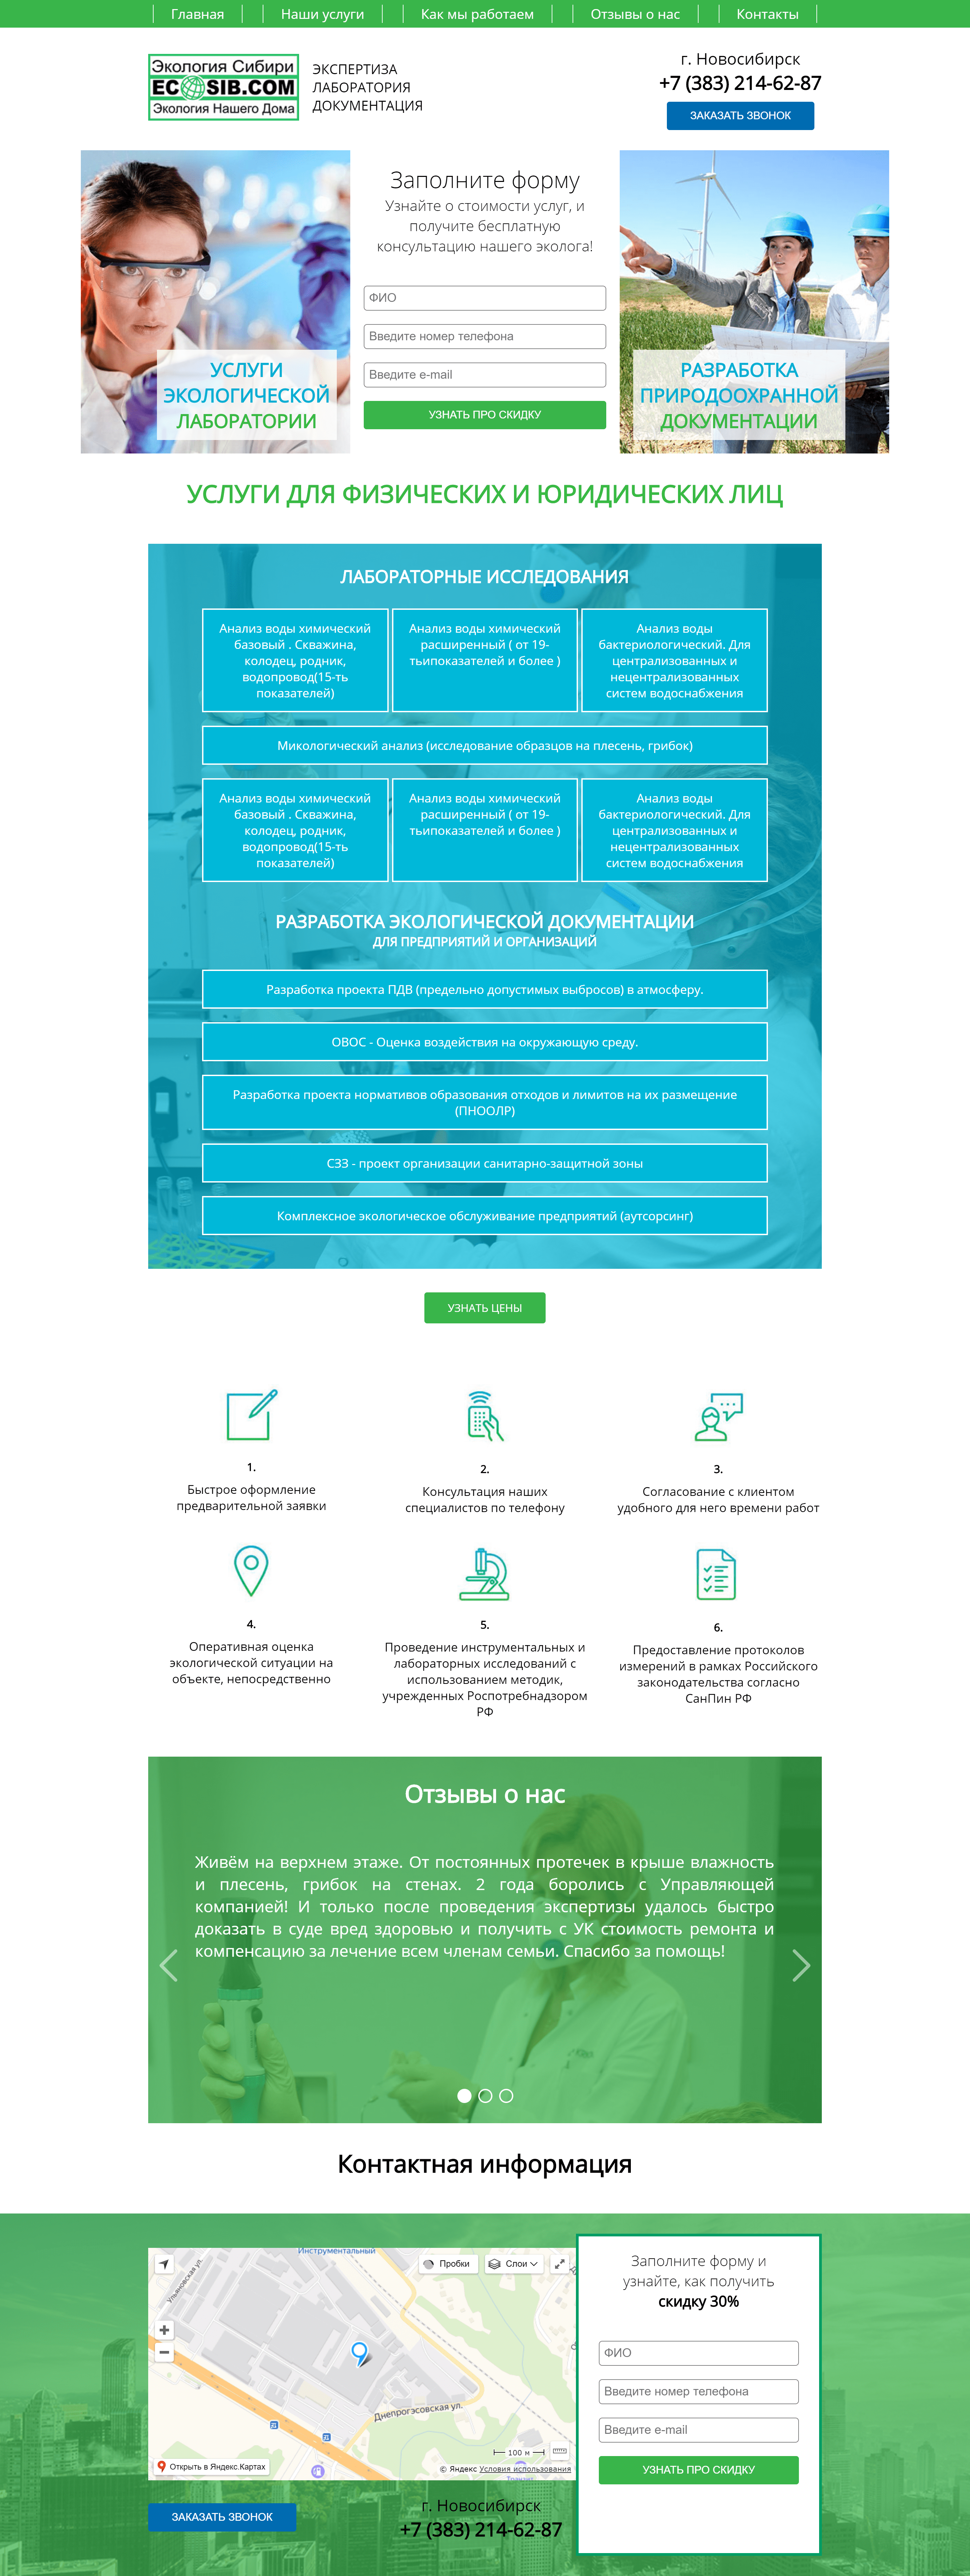 Главная
Наши услуги
Как мы работаем
Отзывы о нас
Контакты
Экология Сибири
ECOSIB.COM
Экология Нашего Дома
ЭКСПЕРТИЗА
ЛАБОРАТОРИЯ
ДОКУМЕНТАЦИЯ
г. Новосибирск
+7 (383) 214-62-87
ЗАКАЗАТЬ ЗВОНОК
УСЛУГИ
ЭКОЛОГИЧЕСКОЙ
ЛАБОРАТОРИИ
Заполните форму
Узнайте о стоимости услуг, и
получите бесплатную
консультацию нашего эколога!
ФИО
Введите номер телефона
Введите e-mail
УЗНАТЬ ПРО СКИДКУ
РАЗРАБОТКА
ПРИРОДООХРАННОЙ
ДОКУМЕНТАЦИИ
УСЛУГИ ДЛЯ ФИЗИЧЕСКИХ И ЮРИДИЧЕСКИХ ЛИЦ
ЛАБОРАТОРНЫЕ ИССЛЕДОВАНИЯ
Анализ воды химический
базовый . Скважина,
колодец, родник,
водопровод(15-ть
показателей)
Анализ воды химический
расширенный ( от 19-
тьипоказателей и более )
Анализ воды
бактериологический. Для
централизованных и
нецентрализованных
систем водоснабжения
Микологический анализ (исследование образцов на плесень, грибок)
Анализ воды химический
базовый . Скважина,
колодец, родник,
водопровод(15-ть
показателей)
Анализ воды химический
расширенный ( от 19-
тьипоказателей и более )
Анализ воды
бактериологический. Для
централизованных и
нецентрализованных
систем водоснабжения
РАЗРАБОТКА ЭКОЛОГИЧЕСКОЙ ДОКУМЕНТАЦИИ
ДЛЯ ПРЕДПРИЯТИЙ И ОРГАНИЗАЦИЙ
Разработка проекта ПДВ (предельно допустимых выбросов) в атмосферу.
ОВОС - Оценка воздействия на окружающую среду.
Разработка проекта нормативов образования отходов и лимитов на их размещение
(ПНООЛР)
СЗЗ - проект организации санитарно-защитной зоны
Комплексное экологическое обслуживание предприятий (аутсорсинг)
УЗНАТЬ ЦЕНЫ
1.
Быстрое оформление
предварительной заявки
2.
Консультация наших
специалистов по телефону
3.
Согласование с клиентом
удобного для него времени работ
4.
Оперативная оценка
экологической ситуации на
объекте, непосредственно
5.
Проведение инструментальных и
лабораторных исследований с
использованием методик,
учрежденных Роспотребнадзором
РФ
6.
Предоставление протоколов
измерений в рамках Российского
законодательства согласно
СанПин РФ
Отзывы о нас
Живём на верхнем этаже. От постоянных протечек в крыше влажность
и плесень, грибок на стенах. 2 года боролись с Управляющей
компанией! И только после проведения экспертизы удалось быстро
доказать в суде вред здоровью и получить с УК стоимость ремонта и
компенсацию за лечение всем членам семьи. Спасибо за помощь!
Контактная информация
Инструментальный
Ульяновская ул.
Пробки
Слои
Днепрогэсовская ул.
100 м
Открыть в Яндекс.Картах
© Яндекс Условия использования
ЗАКАЗАТЬ ЗВОНОК
г. Новосибирск
+7 (383) 214-62-87
Заполните форму и
узнайте, как получить
скидку 30%
ФИО
Введите номер телефона
Введите e-mail
УЗНАТЬ ПРО СКИДКУ